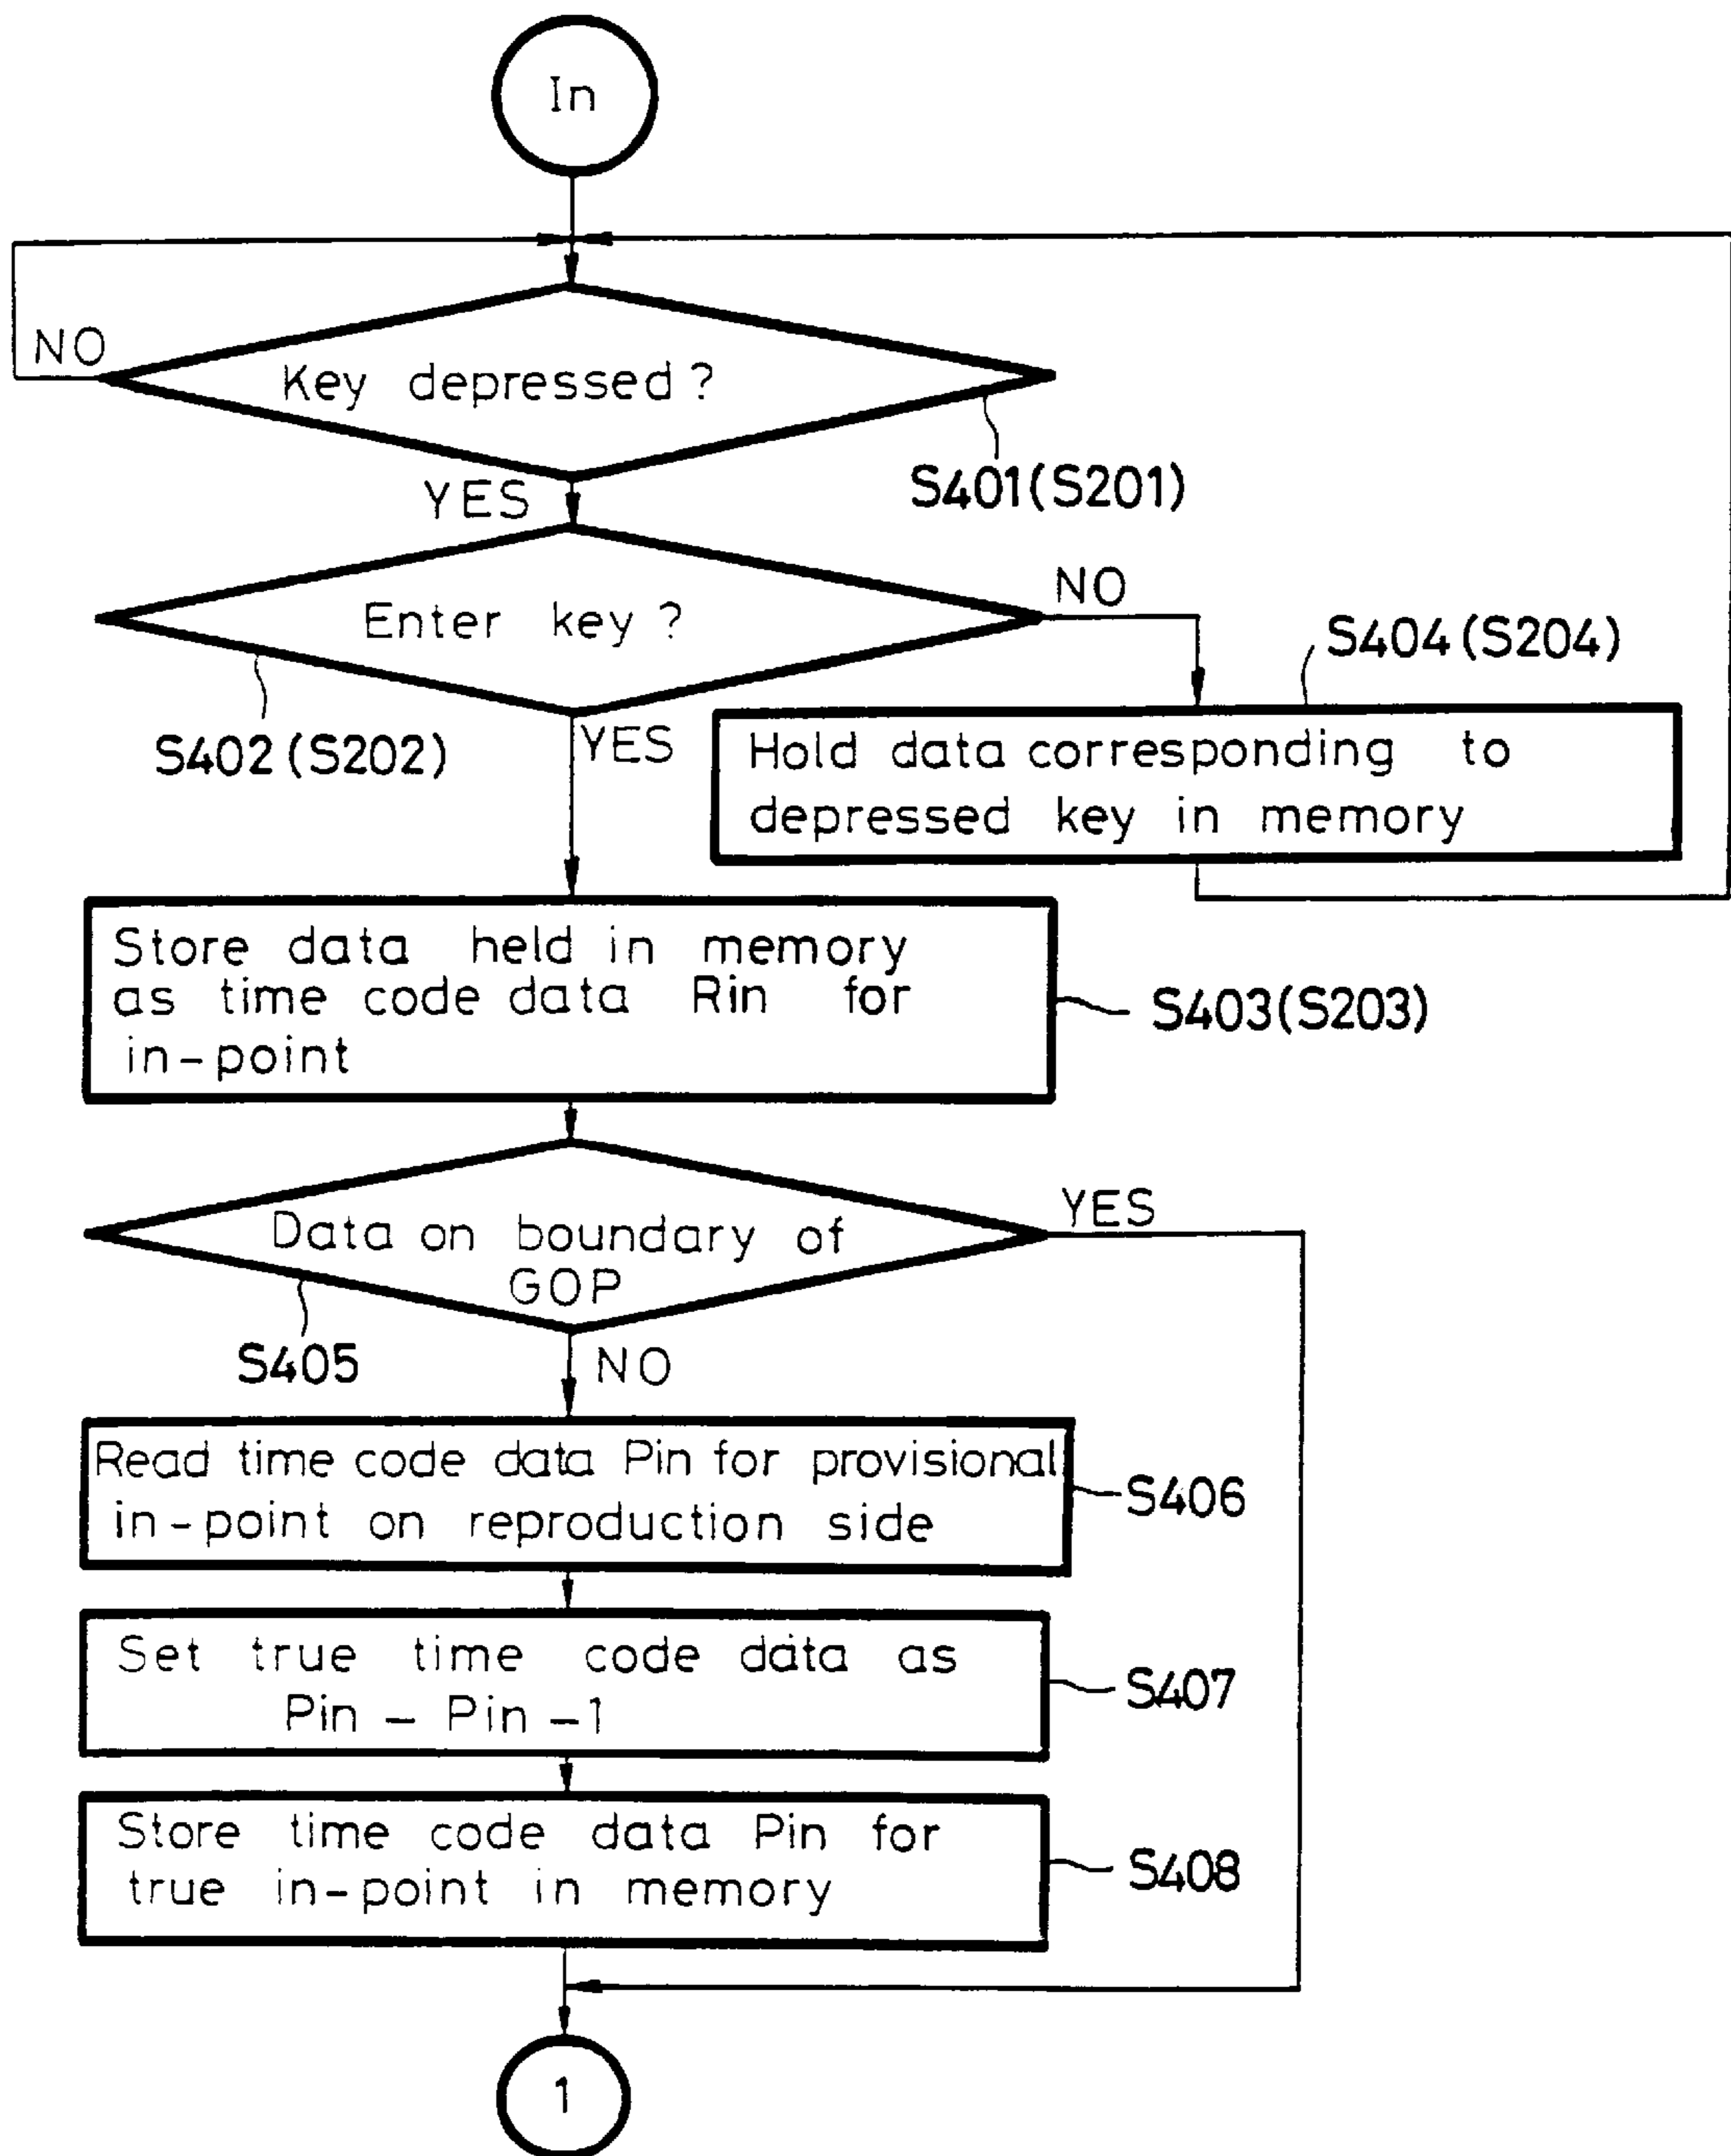 In
NO
Key depressed ?
S401(S201)
YES
Enter key ?
NO
S404 (S204)
S402 (S202)
YES
Hold data corresponding to
depressed key in memory
Store data held in memory
as time code data Rin for
in-point
S403(S203)
Data on boundary of
GOP
YES
S405
NO
Read time code data Pin for provisional
in-point on reproduction side
S406
Set true time code data as
Pin - Pin -1
S407
Store time code data Pin for
true in-point in memory
S408
1